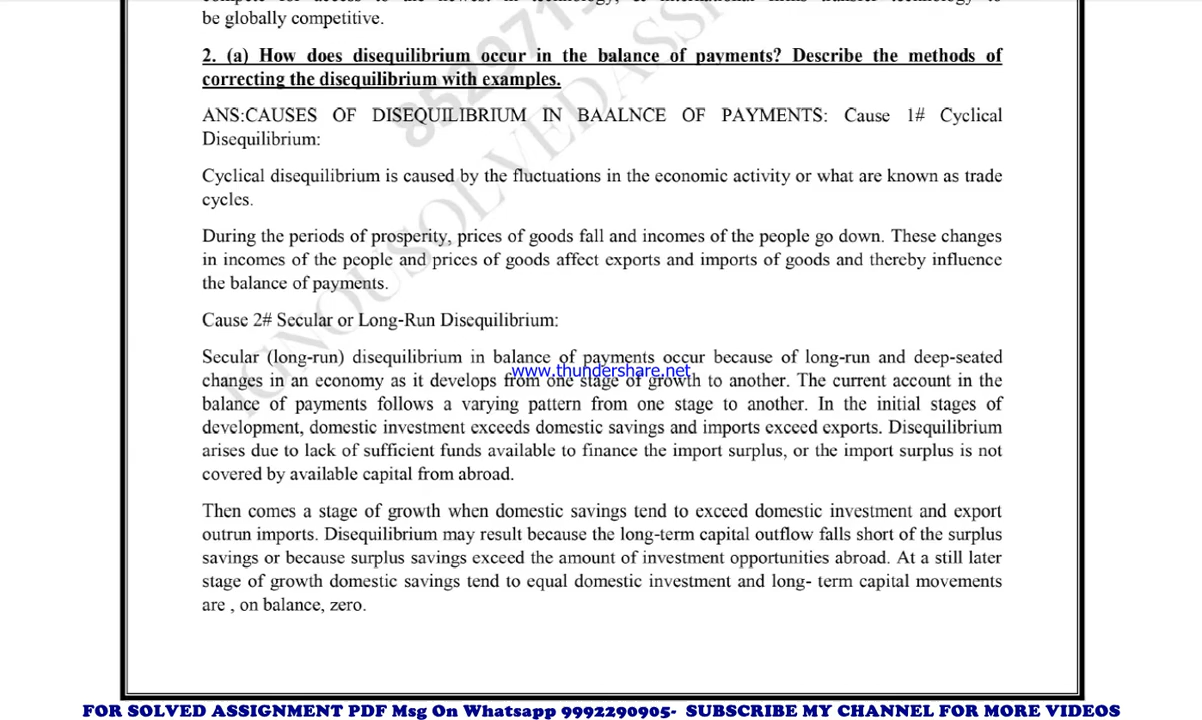 be globally competitive.
2. (a) How does disequilibrium occur in the balance of payments? Describe the methods of
correcting the disequilibrium with examples.
ANS:CAUSES OF DISEQUILIBRIUM IN BAALNCE OF PAYMENTS: Cause 1# Cyclical
Disequilibrium:
Cyclical disequilibrium is caused by the fluctuations in the economic activity or what are known as trade
cycles.
During the periods of prosperity, prices of goods fall and incomes of the people go down. These changes
in incomes of the people and prices of goods affect exports and imports of goods and thereby influence
the balance of payments.
Cause 2# Secular or Long-Run Disequilibrium:
Secular (long-run) disequilibrium in balance of payments occur because of long-run and deep-seated
www.thundershare.net
changes in an economy as it develops from one stage of growth to another. The current account in the
balance of payments follows a varying pattern from one stage to another. In the initial stages of
development, domestic investment exceeds domestic savings and imports exceed exports. Disequilibrium
arises due to lack of sufficient funds available to finance the import surplus, or the import surplus is not
covered by available capital from abroad.
Then comes a stage of growth when domestic savings tend to exceed domestic investment and export
outrun imports. Disequilibrium may result because the long-term capital outflow falls short of the surplus
savings or because surplus savings exceed the amount of investment opportunities abroad. At a still later
stage of growth domestic savings tend to equal domestic investment and long- term capital movements
are , on balance, zero.
FOR SOLVED ASSIGNMENT PDF Msg On Whatsapp 9992290905- SUBSCRIBE MY CHANNEL FOR MORE VIDEOS